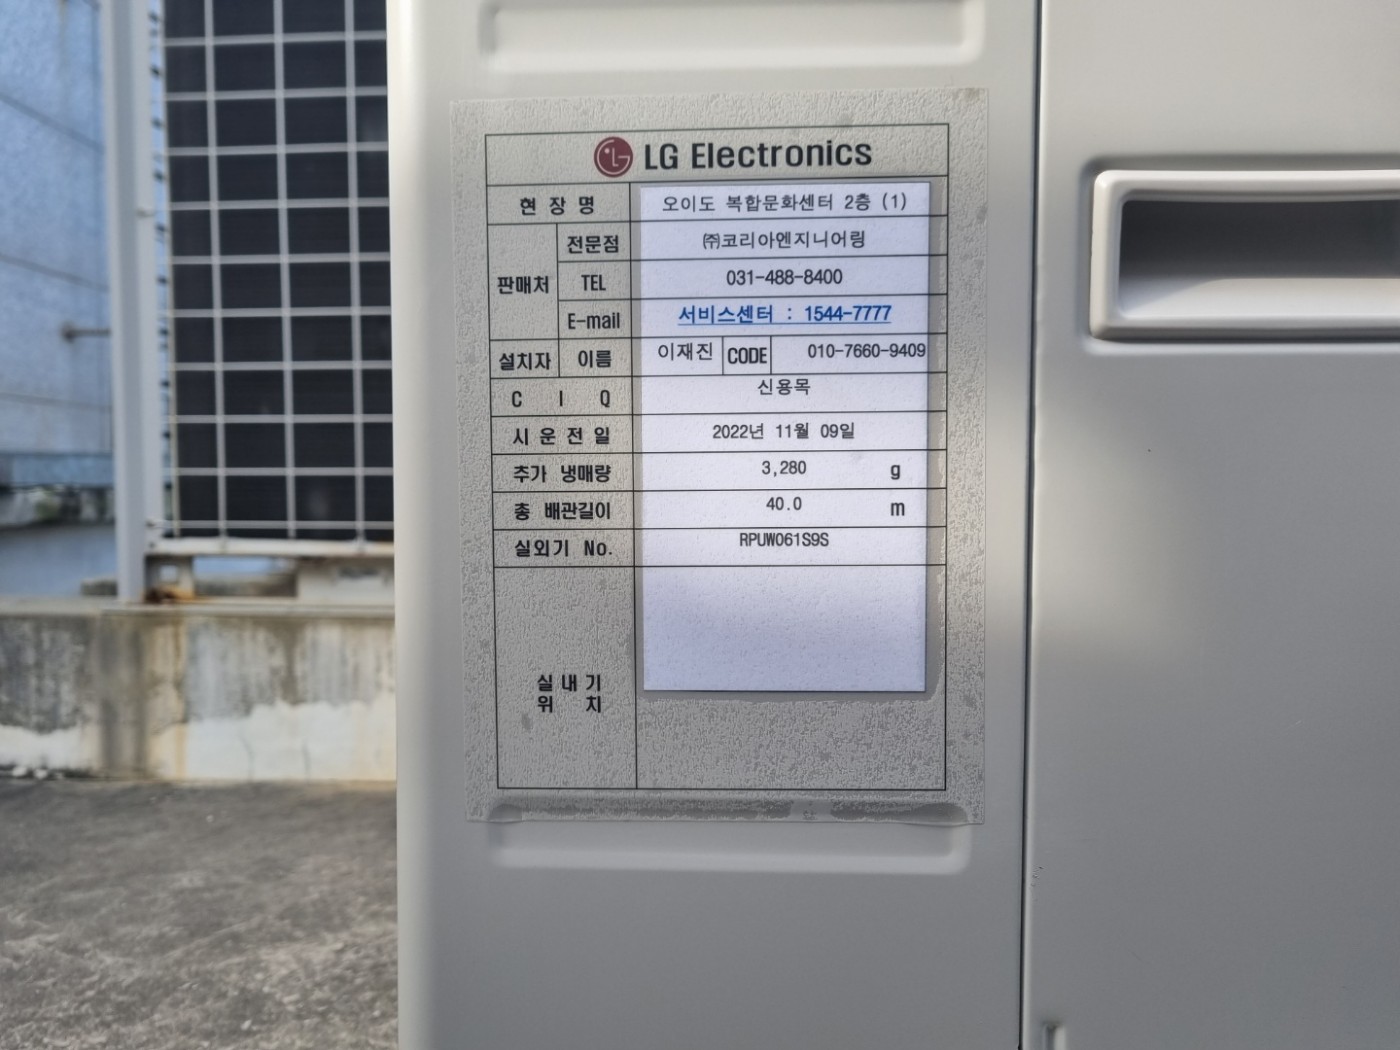 LG Electronics
현 장 명 오이도 복합문화센터 2층 (1)
판매처 전문점 ㈜코리아엔지니어링
TEL 031-488-8400
E-mail 서비스센터 : 1544-7777
설치자 이름 이재진 CODE 010-7660-9409
C I Q 신용목
시 운 전 일 2022년 11월 09일
추가 냉매량 3,280 g
총 배관길이 40.0 m
실외기 No. RPUW061S9S
실 내 기
위 치